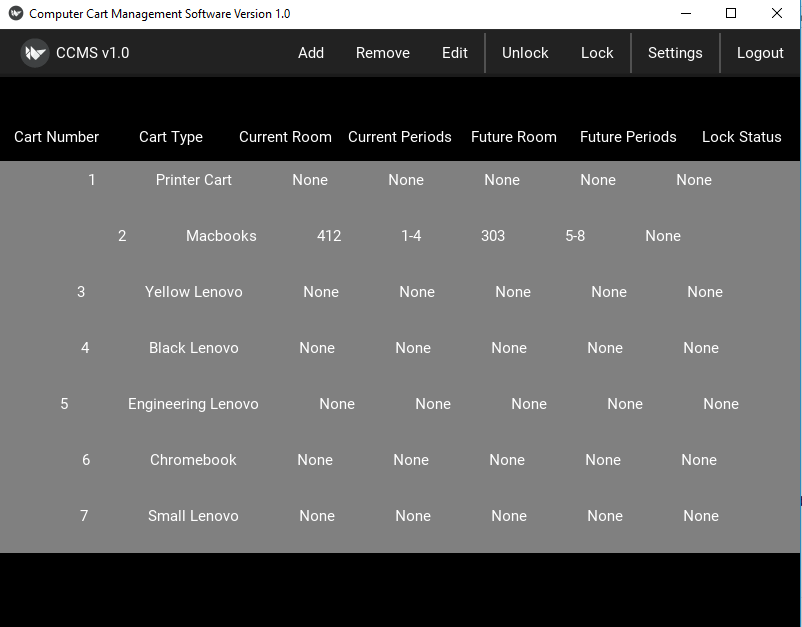 Computer Cart Management Software Version 1.0
CCMS v1.0 Add Remove Edit Unlock Lock Settings Logout
Cart Number Cart Type Current Room Current Periods Future Room Future Periods Lock Status
1 Printer Cart None None None None None
2 Macbooks 412 1-4 303 5-8 None
3 Yellow Lenovo None None None None None
4 Black Lenovo None None None None None
5 Engineering Lenovo None None None None None
6 Chromebook None None None None None
7 Small Lenovo None None None None None